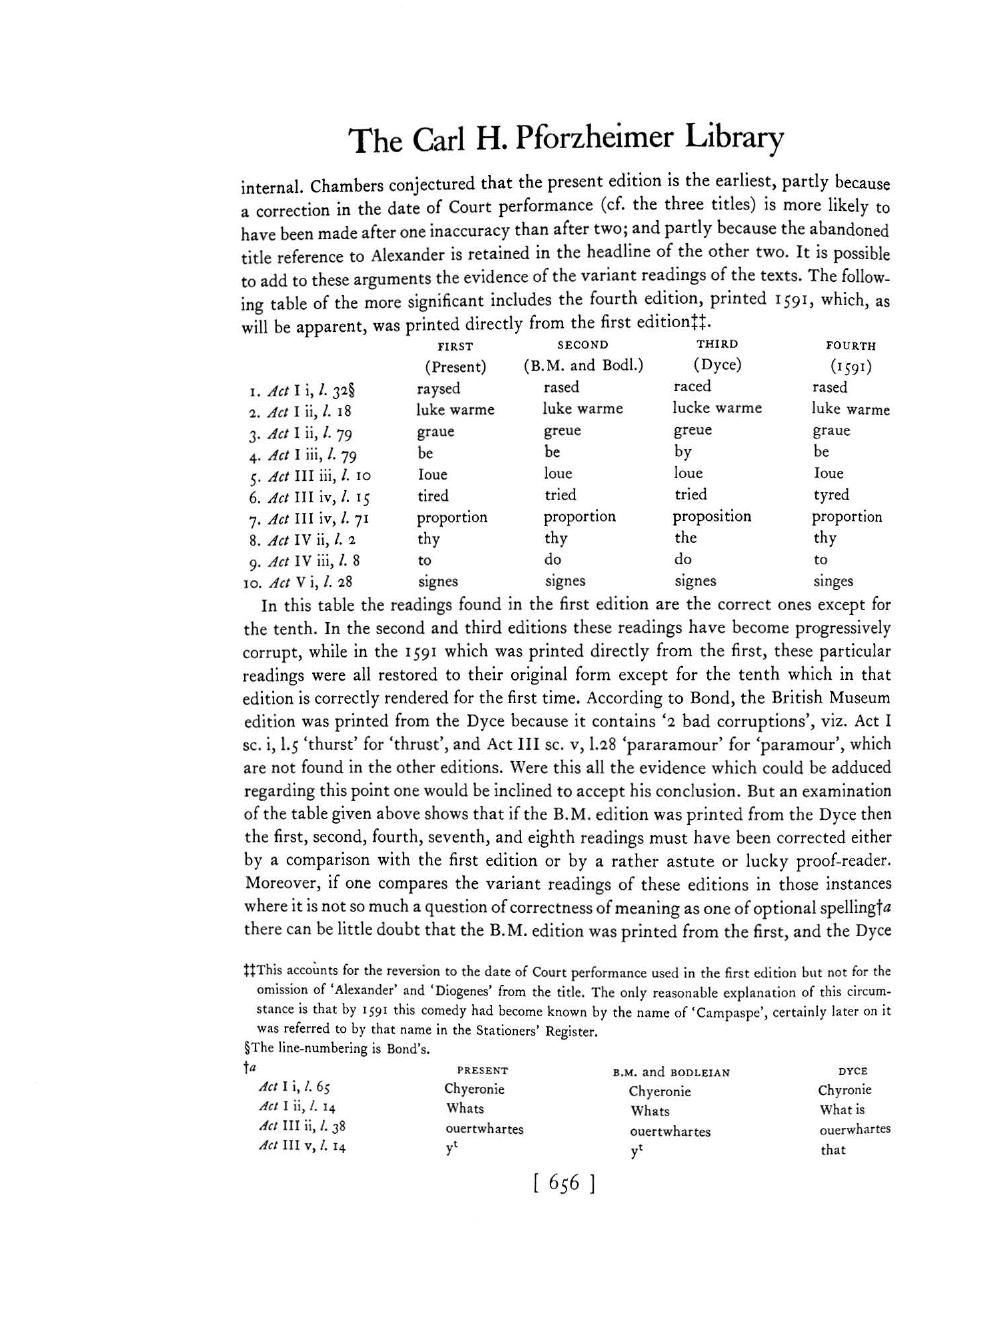 The Carl H. Pforzheimer Library
internal. Chambers conjectured that the present edition is the earliest, partly because
a correction in the date of Court performance (cf. the three titles) is more likely to
have been made after one inaccuracy than after two; and partly because the abandoned
title reference to Alexander is retained in the headline of the other two. It is possible
to add to these arguments the evidence of the variant readings of the texts. The follow-
ing table of the more significant includes the fourth edition, printed 1591, which, as
will be apparent, was printed directly from the first edition‡‡.
FIRST SECOND THIRD FOURTH
(Present) (B.M. and Bodl.) (Dyce) (1591)
1. Act I i, l. 32§ raysed rased raced rased
2. Act I ii, l. 18 luke warme luke warme lucke warme luke warme
3. Act I ii, l. 79 graue greue greue graue
4. Act I iii, l. 79 be be by be
5. Act III iii, l. 10 Ioue loue loue Ioue
6. Act III iv, l. 15 tired tried tried tyred
7. Act III iv, l. 71 proportion proportion proposition proportion
8. Act IV ii, l. 2 thy thy the thy
9. Act IV iii, l. 8 to do do to
10. Act V i, l. 28 signes signes signes singes
In this table the readings found in the first edition are the correct ones except for
the tenth. In the second and third editions these readings have become progressively
corrupt, while in the 1591 which was printed directly from the first, these particular
readings were all restored to their original form except for the tenth which in that
edition is correctly rendered for the first time. According to Bond, the British Museum
edition was printed from the Dyce because it contains ‘2 bad corruptions’, viz. Act I
sc. i, l.5 ‘thurst’ for ‘thrust’, and Act III sc. v, l.28 ‘pararamour’ for ‘paramour’, which
are not found in the other editions. Were this all the evidence which could be adduced
regarding this point one would be inclined to accept his conclusion. But an examination
of the table given above shows that if the B.M. edition was printed from the Dyce then
the first, second, fourth, seventh, and eighth readings must have been corrected either
by a comparison with the first edition or by a rather astute or lucky proof-reader.
Moreover, if one compares the variant readings of these editions in those instances
where it is not so much a question of correctness of meaning as one of optional spelling†a
there can be little doubt that the B.M. edition was printed from the first, and the Dyce
‡‡This accounts for the reversion to the date of Court performance used in the first edition but not for the
omission of ‘Alexander’ and ‘Diogenes’ from the title. The only reasonable explanation of this circum-
stance is that by 1591 this comedy had become known by the name of ‘Campaspe’, certainly later on it
was referred to by that name in the Stationers’ Register.
§The line-numbering is Bond’s.
†a PRESENT B.M. and BODLEIAN DYCE
Act I i, l. 65 Chyeronie Chyeronie Chyronie
Act I ii, l. 14 Whats Whats What is
Act III ii, l. 38 ouertwhartes ouertwhartes ouerwhartes
Act III v, l. 14 yᵗ yᵗ that
[ 656 ]